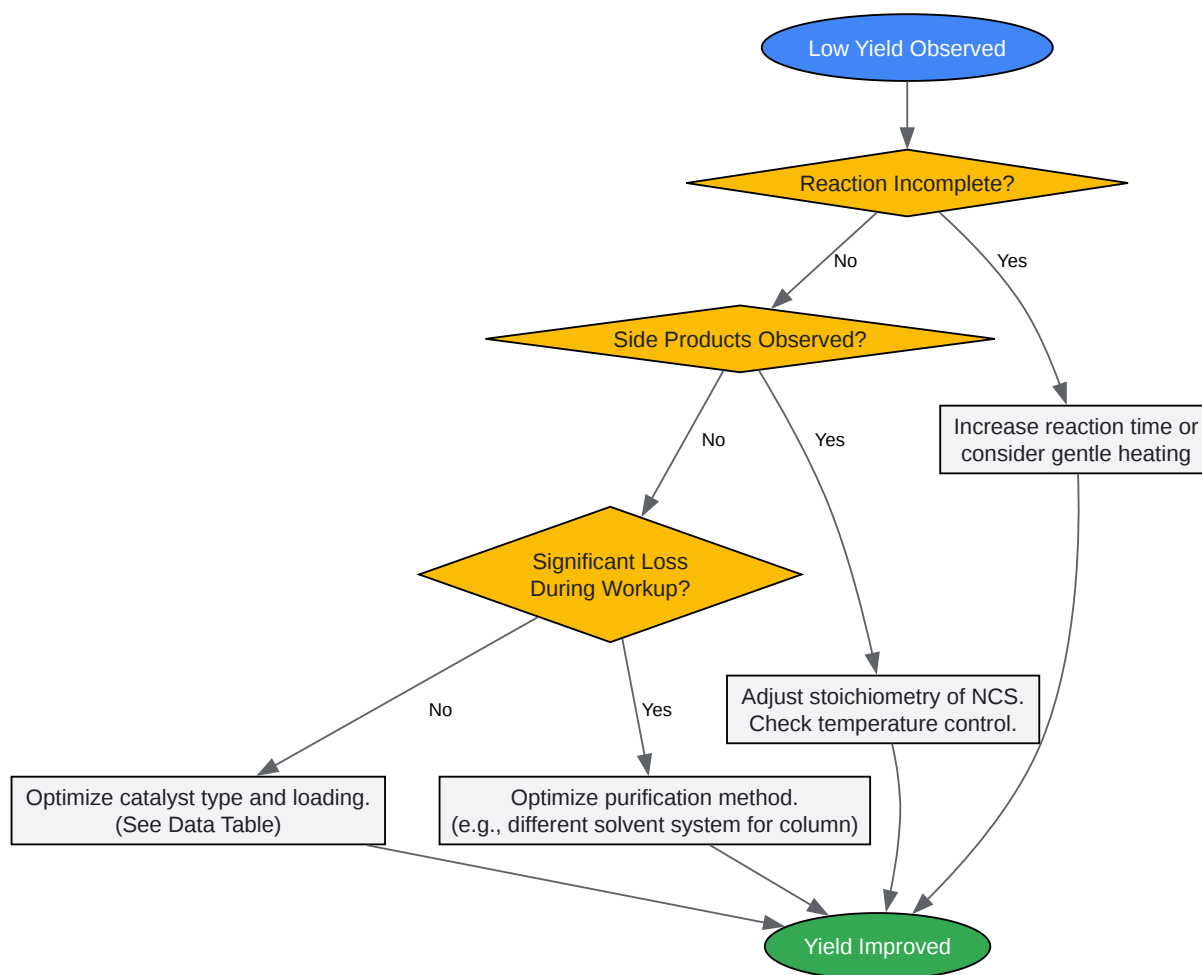 Low Yield Observed
Reaction Incomplete?
No
Yes
Side Products Observed?
Increase reaction time or
consider gentle heating
No
Yes
Significant Loss
During Workup?
Adjust stoichiometry of NCS.
Check temperature control.
No
Yes
Optimize catalyst type and loading.
(See Data Table)
Optimize purification method.
(e.g., different solvent system for column)
Yield Improved